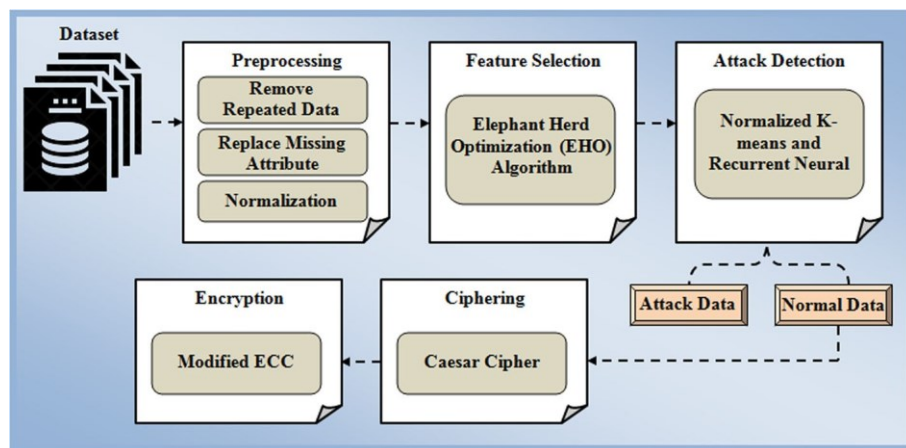 Dataset
Preprocessing
Remove
Repeated Data
Replace Missing
Attribute
Normalization
Feature Selection
Elephant Herd
Optimization (EHO)
Algorithm
Attack Detection
Normalized K-
means and
Recurrent Neural
Attack Data
Normal Data
Encryption
Modified ECC
Ciphering
Caesar Cipher